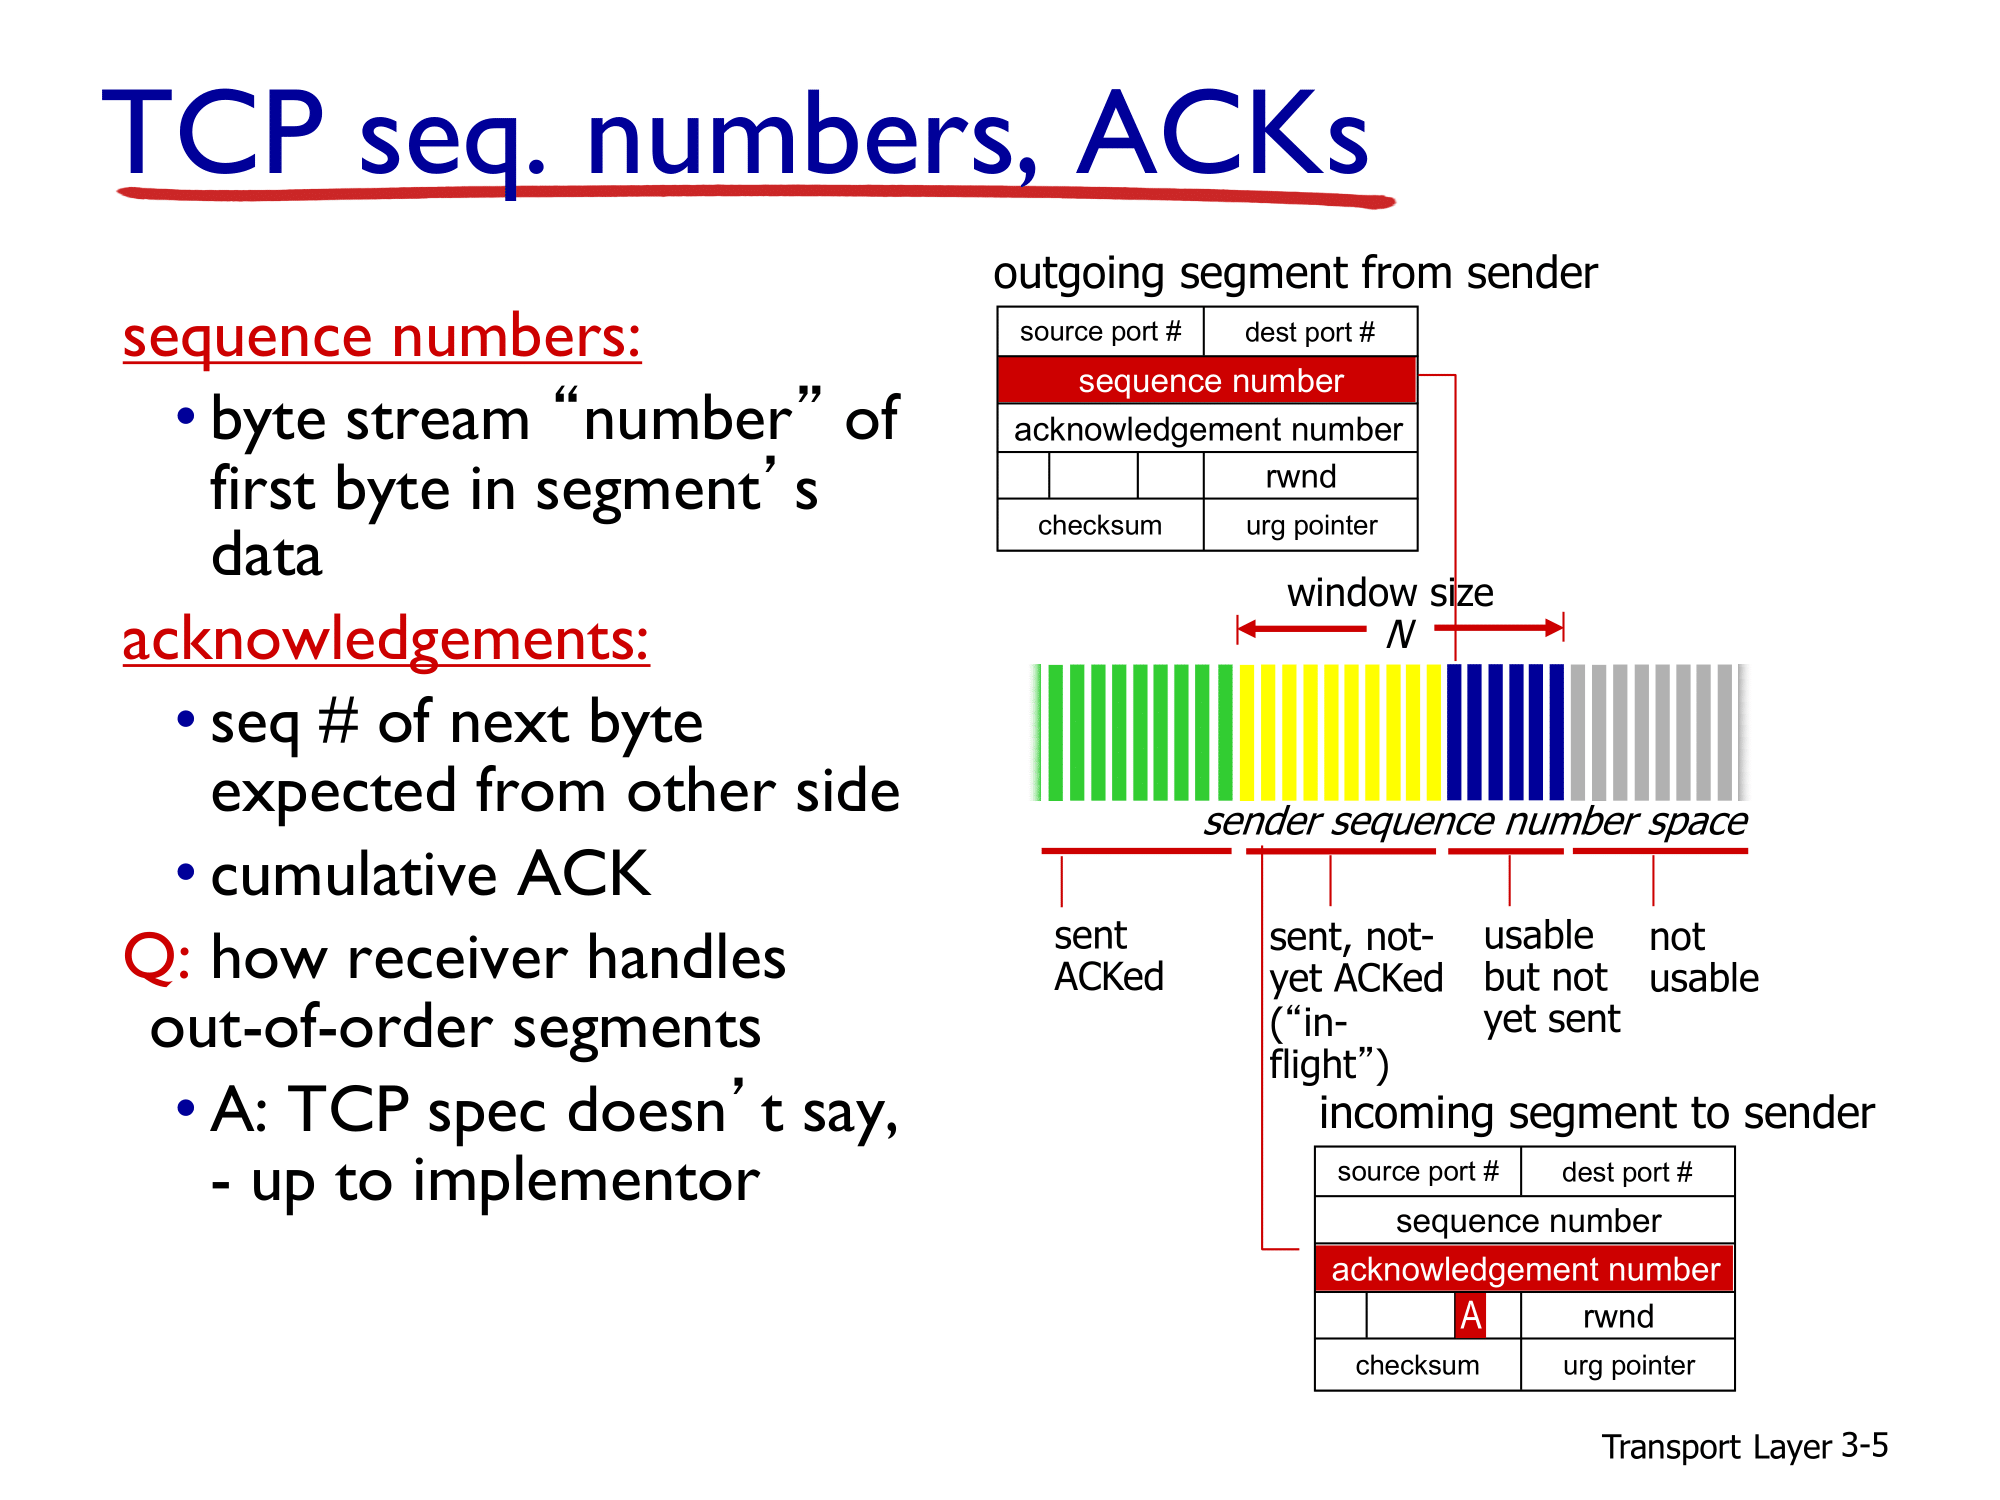 TCP seq. numbers, ACKs
sequence numbers:
• byte stream “number” of
first byte in segment’s
data
acknowledgements:
• seq # of next byte
expected from other side
• cumulative ACK
Q: how receiver handles
out-of-order segments
• A: TCP spec doesn’t say,
- up to implementor
outgoing segment from sender
source port # dest port #
sequence number
acknowledgement number
rwnd
checksum urg pointer
window size
N
sender sequence number space
sent
ACKed
sent, not-
yet ACKed
(“in-
flight”)
usable
but not
yet sent
not
usable
incoming segment to sender
source port # dest port #
sequence number
acknowledgement number
A rwnd
checksum urg pointer
Transport Layer 3-5